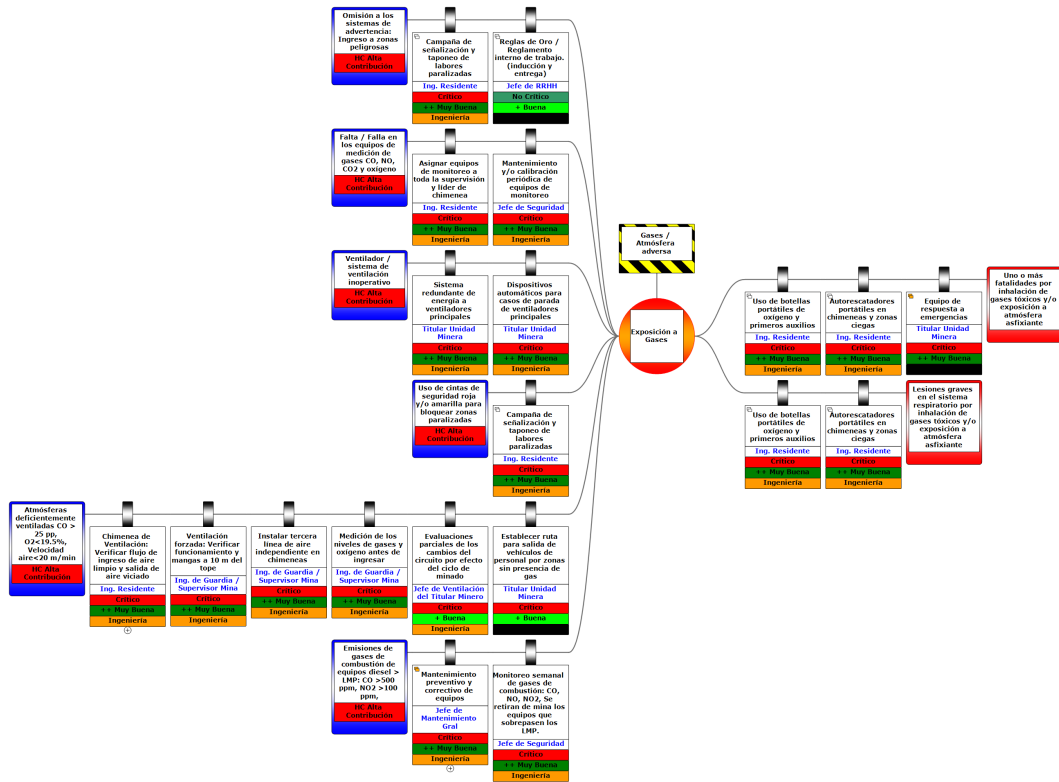 Omisión a los
sistemas de
advertencia:
Ingreso a zonas
peligrosas
HC Alta
Contribución
Campaña de
señalización y
taponeo de
labores
paralizadas
Ing. Residente
Crítico
++ Muy Buena
Ingeniería
Reglas de Oro /
Reglamento
interno de trabajo.
(inducción y
entrega)
Jefe de RRHH
No Crítico
+ Buena
Falta / Falla en
los equipos de
medición de
gases CO, NO,
CO2 y oxígeno
HC Alta
Contribución
Asignar equipos
de monitoreo a
toda la supervisión
y líder de
chimenea
Ing. Residente
Crítico
++ Muy Buena
Ingeniería
Mantenimiento
y/o calibración
periódica de
equipos de
monitoreo
Jefe de Seguridad
Crítico
++ Muy Buena
Ingeniería
Ventilador /
sistema de
ventilación
inoperativo
HC Alta
Contribución
Sistema
redundante de
energía a
ventiladores
principales
Titular Unidad
Minera
Crítico
++ Muy Buena
Ingeniería
Dispositivos
automáticos para
casos de parada
de ventiladores
principales
Titular Unidad
Minera
Crítico
++ Muy Buena
Ingeniería
Uso de cintas de
seguridad roja
y/o amarilla para
bloquear zonas
paralizadas
HC Alta
Contribución
Campaña de
señalización y
taponeo de
labores
paralizadas
Ing. Residente
Crítico
++ Muy Buena
Ingeniería
Atmósferas
deficientemente
ventiladas CO >
25 pp,
O2<19.5%,
Velocidad
aire<20 m/min
HC Alta
Contribución
Chimenea de
Ventilación:
Verificar flujo de
ingreso de aire
limpio y salida de
aire viciado
Ing. Residente
Crítico
++ Muy Buena
Ingeniería
Ventilación
forzada: Verificar
funcionamiento y
mangas a 10 m del
tope
Ing. de Guardia /
Supervisor Mina
Crítico
++ Muy Buena
Ingeniería
Instalar tercera
línea de aire
independiente en
chimeneas
Ing. de Guardia /
Supervisor Mina
Crítico
++ Muy Buena
Ingeniería
Medición de los
niveles de gases y
oxígeno antes de
ingresar
Ing. de Guardia /
Supervisor Mina
Crítico
++ Muy Buena
Ingeniería
Evaluaciones
parciales de los
cambios del
circuito por efecto
del ciclo de
minado
Jefe de Ventilación
del Titular Minero
Crítico
+ Buena
Ingeniería
Establecer ruta
para salida de
vehículos de
personal por zonas
sin presencia de
gas
Titular Unidad
Minera
Crítico
+ Buena
Emisiones de
gases de
combustión de
equipos diesel >
LMP: CO >500
ppm, NO2 >100
ppm,
HC Alta
Contribución
Mantenimiento
preventivo y
correctivo de
equipos
Jefe de
Mantenimiento
Gral
Crítico
++ Muy Buena
Ingeniería
Monitoreo semanal
de gases de
combustión: CO,
NO, NO2, Se
retiran de mina los
equipos que
sobrepasen los
LMP.
Jefe de Seguridad
Crítico
++ Muy Buena
Ingeniería
Gases /
Atmósfera
adversa
Exposición a
Gases
Uso de botellas
portátiles de
oxígeno y
primeros auxilios
Ing. Residente
Crítico
++ Muy Buena
Ingeniería
Autorescatadores
portátiles en
chimeneas y zonas
ciegas
Ing. Residente
Crítico
++ Muy Buena
Ingeniería
Equipo de
respuesta a
emergencias
Titular Unidad
Minera
Crítico
++ Muy Buena
Uno o más
fatalidades por
inhalación de
gases tóxicos y/o
exposición a
atmósfera
asfixiante
Uso de botellas
portátiles de
oxígeno y
primeros auxilios
Ing. Residente
Crítico
++ Muy Buena
Ingeniería
Autorescatadores
portátiles en
chimeneas y zonas
ciegas
Ing. Residente
Crítico
++ Muy Buena
Ingeniería
Lesiones graves
en el sistema
respiratorio por
inhalación de
gases tóxicos y/o
exposición a
atmósfera
asfixiante